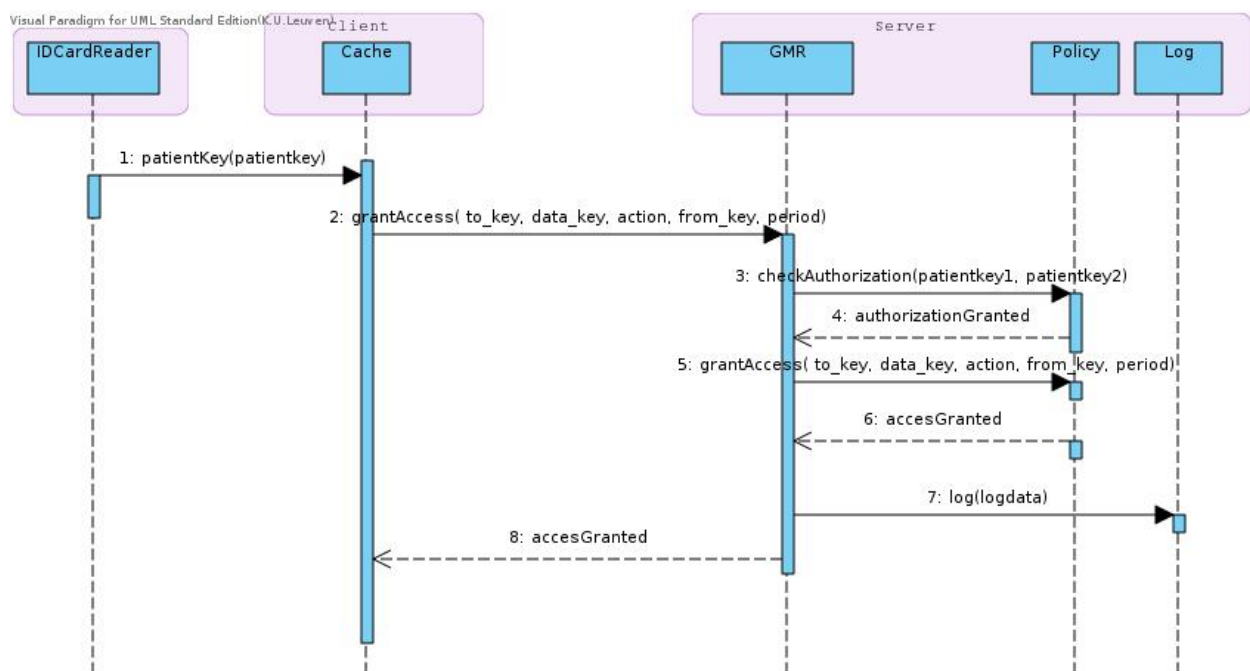 Visual Paradigm for UML Standard Edition(K.U.Leuven)
Client
Server
IDCardReader
Cache
GMR
Policy
Log
1: patientKey(patientkey)
2: grantAccess( to_key, data_key, action, from_key, period)
3: checkAuthorization(patientkey1, patientkey2)
4: authorizationGranted
5: grantAccess( to_key, data_key, action, from_key, period)
6: accesGranted
7: log(logdata)
8: accesGranted